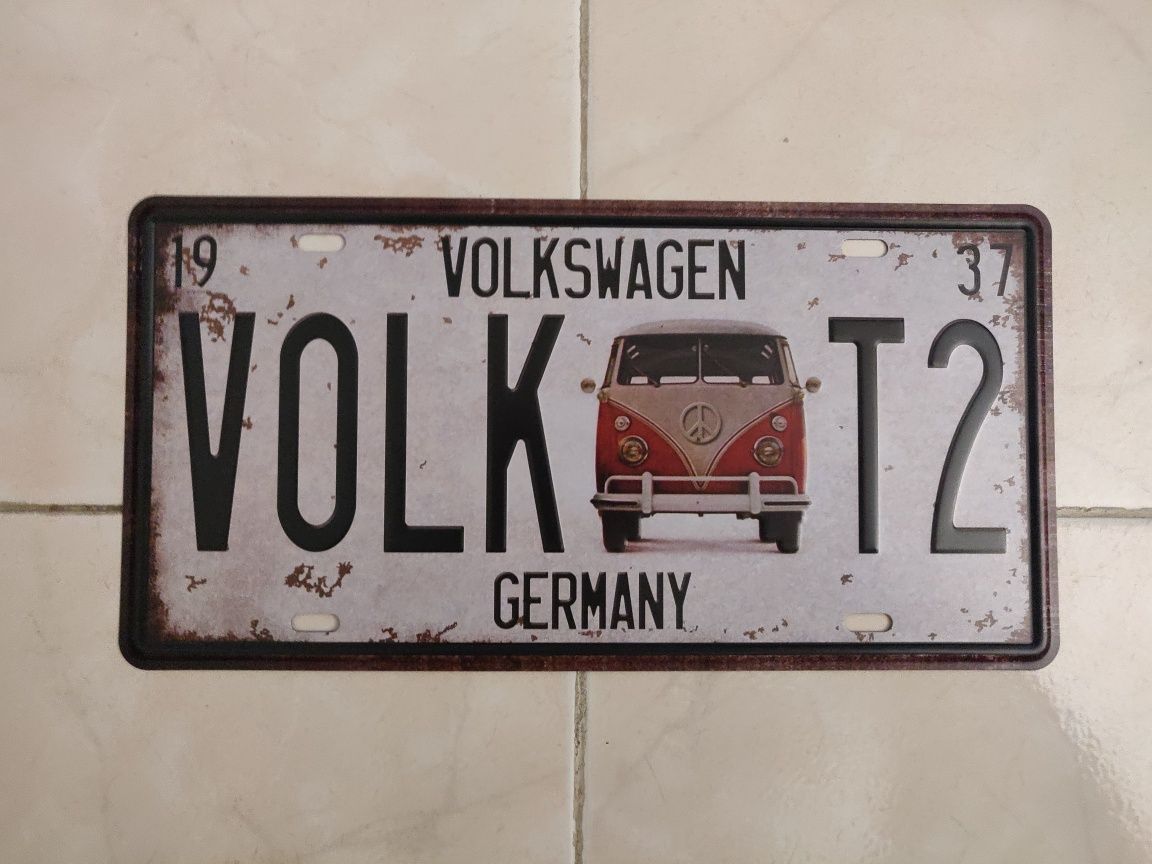 19 VOLKSWAGEN 37
VOLK T2
GERMANY